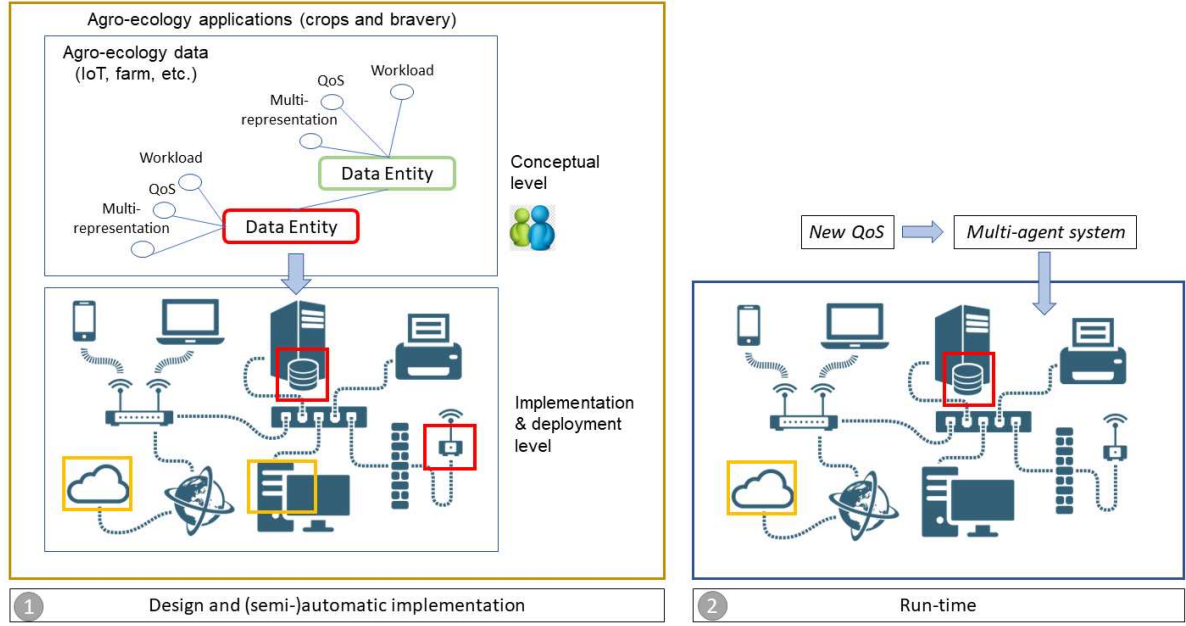 Agro-ecology applications (crops and bravery)
Agro-ecology data
(IoT, farm, etc.)
Workload
QoS
Multi-
representation
Data Entity
Workload
QoS
Multi-
representation
Data Entity
Conceptual
level
Implementation
& deployment
level
1
Design and (semi-)automatic implementation
New QoS
Multi-agent system
2
Run-time